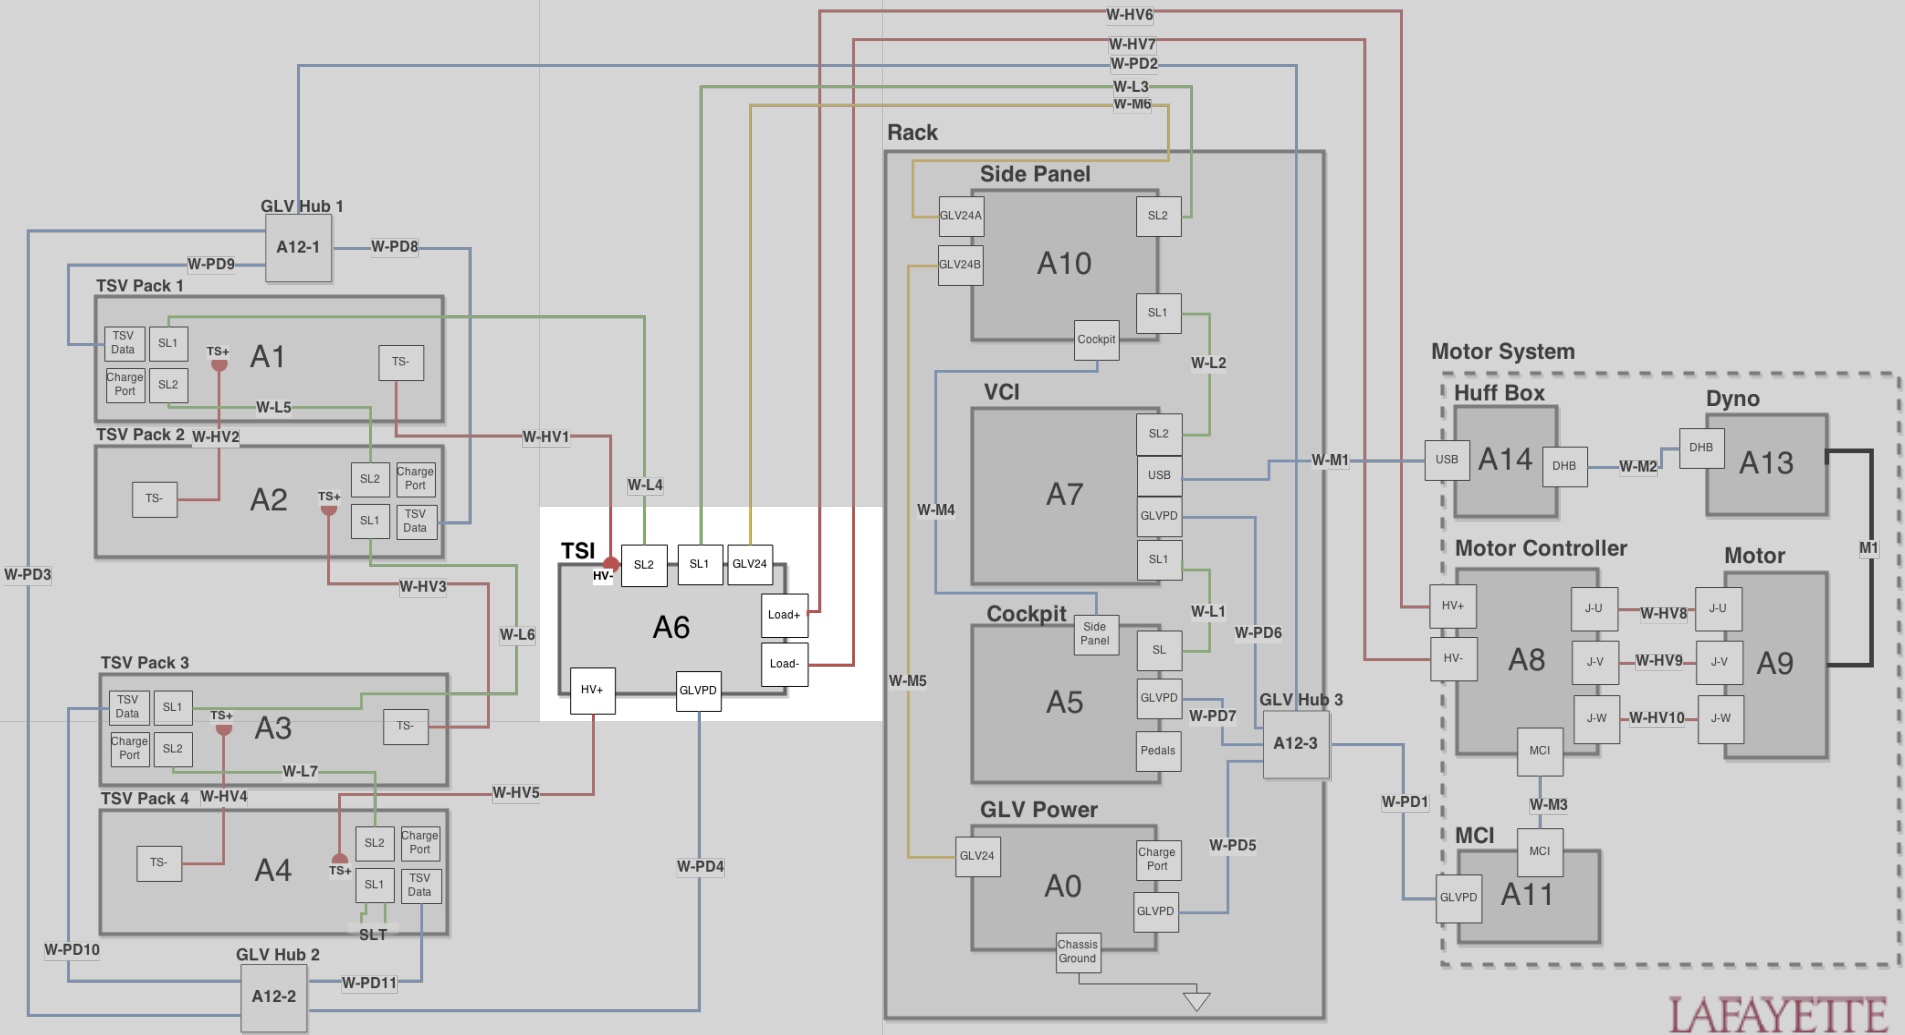 W-HV6
W-HV7
W-PD2
W-L3
W-M6
Rack
Side Panel
GLV24A
SL2
A10
GLV24B
SL1
Cockpit
W-L2
GLV Hub 1
A12-1
W-PD8
W-PD9
TSV Pack 1
TSV
Data
SL1
TS+
A1
TS-
Charge
Port
SL2
W-L5
TSV Pack 2
W-HV2
W-HV1
SL2
Charge
Port
TS-
A2
TS+
SL1
TSV
Data
W-L4
W-PD3
W-HV3
W-L6
TSI
HV-
SL2
SL1
GLV24
Load+
A6
Load-
HV+
GLVPD
VCI
SL2
USB
A7
GLVPD
SL1
W-M4
W-M1
Cockpit
Side
Panel
W-L1
SL
W-PD6
A5
GLVPD
W-PD7
Pedals
W-M5
GLV Hub 3
A12-3
TSV Pack 3
TSV
Data
SL1
TS+
A3
TS-
Charge
Port
SL2
W-L7
TSV Pack 4
W-HV4
W-HV5
SL2
Charge
Port
TS-
A4
TS+
SL1
TSV
Data
SLT
W-PD4
W-PD10
GLV Hub 2
A12-2
W-PD11
GLV Power
GLV24
Charge
Port
A0
GLVPD
W-PD5
Chassis
Ground
Motor System
Huff Box
Dyno
USB
A14
DHB
W-M2
DHB
A13
M1
Motor Controller
Motor
HV+
J-U
W-HV8
J-U
HV-
A8
J-V
W-HV9
J-V
A9
J-W
W-HV10
J-W
MCI
W-PD1
W-M3
MCI
MCI
GLVPD
A11
LAFAYETTE